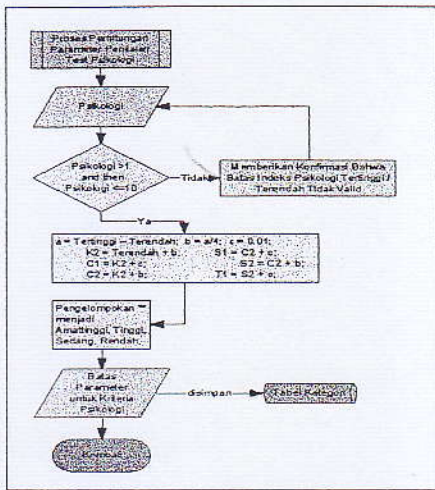 Proses Perhitungan
Parameter Penilaian
Test Psikologi
Psikologi
Psikologi >1
and then
Psikologi <=10
Tidak
Memberikan Konfirmasi Bahwa
Batas Indeks Psikologi Tertinggi /
Terendah Tidak Valid
Ya
a = Tertinggi – Terendah; b = a/4; c = 0.01;
K2 = Terendah + b; S1 = C2 + c;
C1 = K2 + c; S2 = C2 + b;
C2 = K2 + b; T1 = S2 + c;
Pengelompokan
menjadi
Amattinggi, Tinggi,
Sedang, Rendah,
Batas
Parameter
untuk Kriteria
Psikologi
disimpan
Tabel Kategori
Kembali